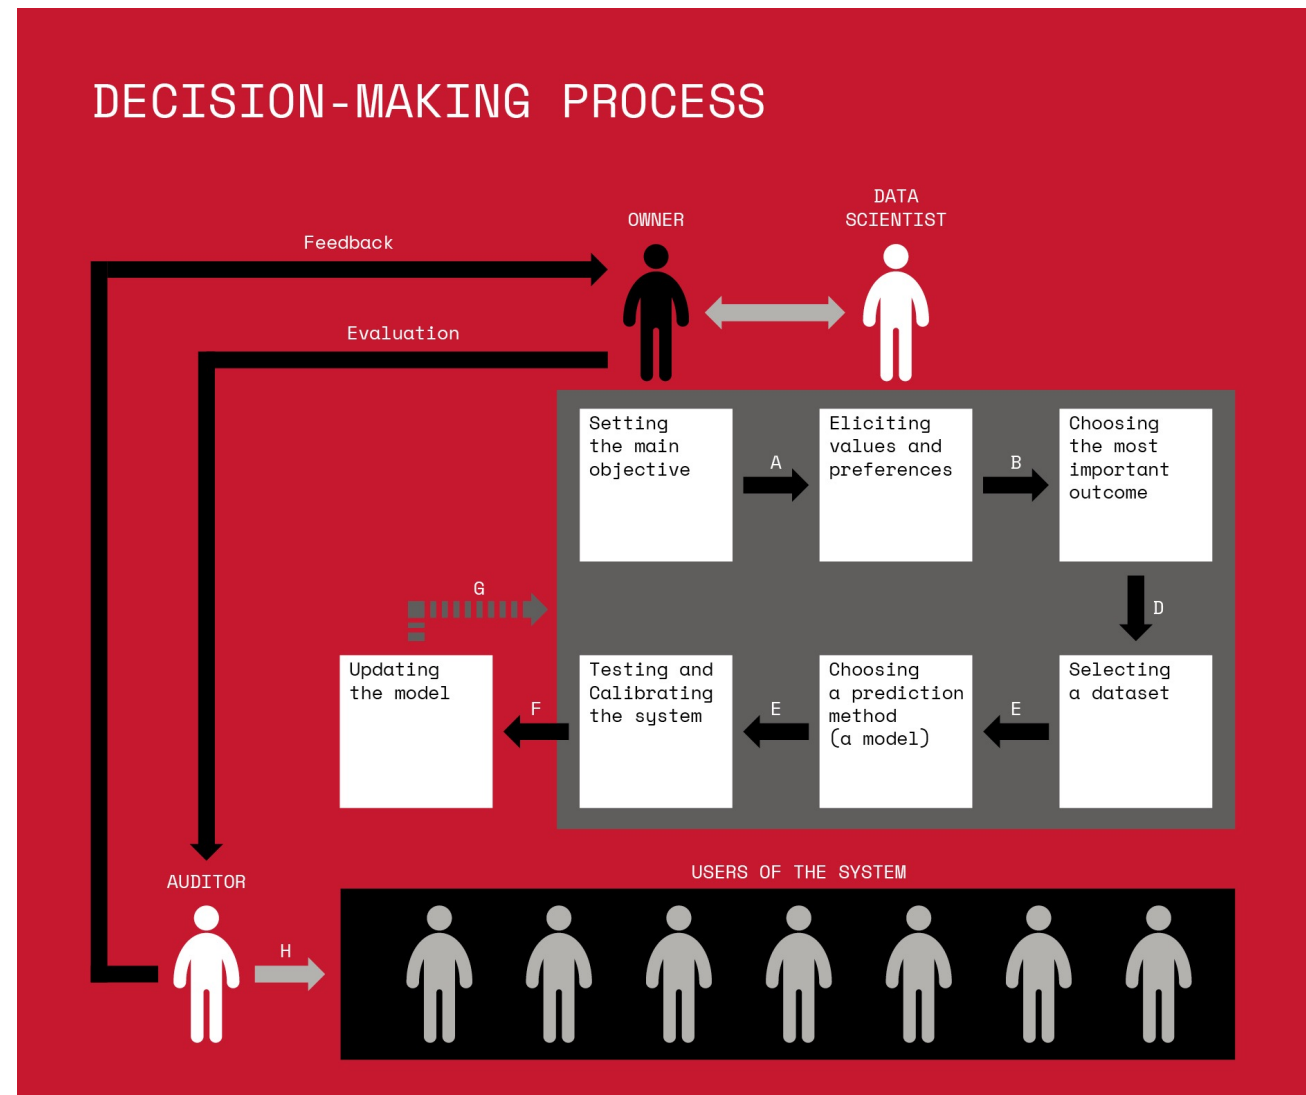 DECISION-MAKING PROCESS
DATA
SCIENTIST
OWNER
Feedback
Evaluation
Setting
the main
objective
A
Eliciting
values and
preferences
B
Choosing
the most
important
outcome
D
G
Updating
the model
F
Testing and
Calibrating
the system
E
Choosing
a prediction
method
(a model)
E
Selecting
a dataset
AUDITOR
H
USERS OF THE SYSTEM